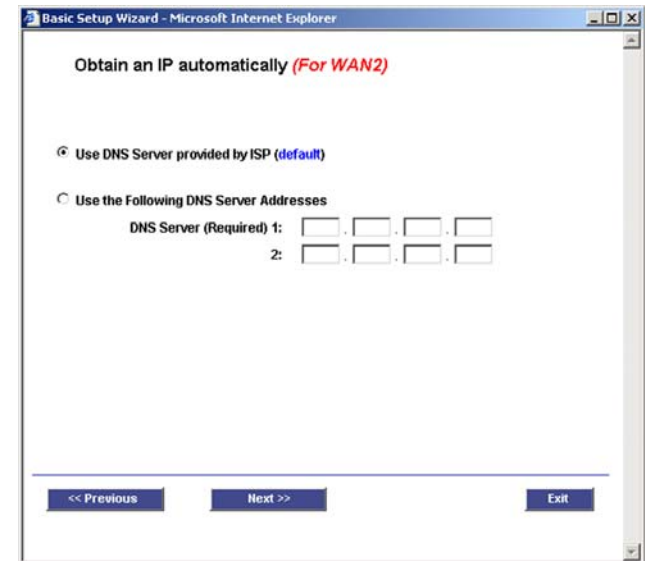 Basic Setup Wizard - Microsoft Internet Explorer
Obtain an IP automatically (For WAN2)
Use DNS Server provided by ISP (default)
Use the Following DNS Server Addresses
DNS Server (Required) 1: . . .
2: . . .
<< Previous Next >> Exit